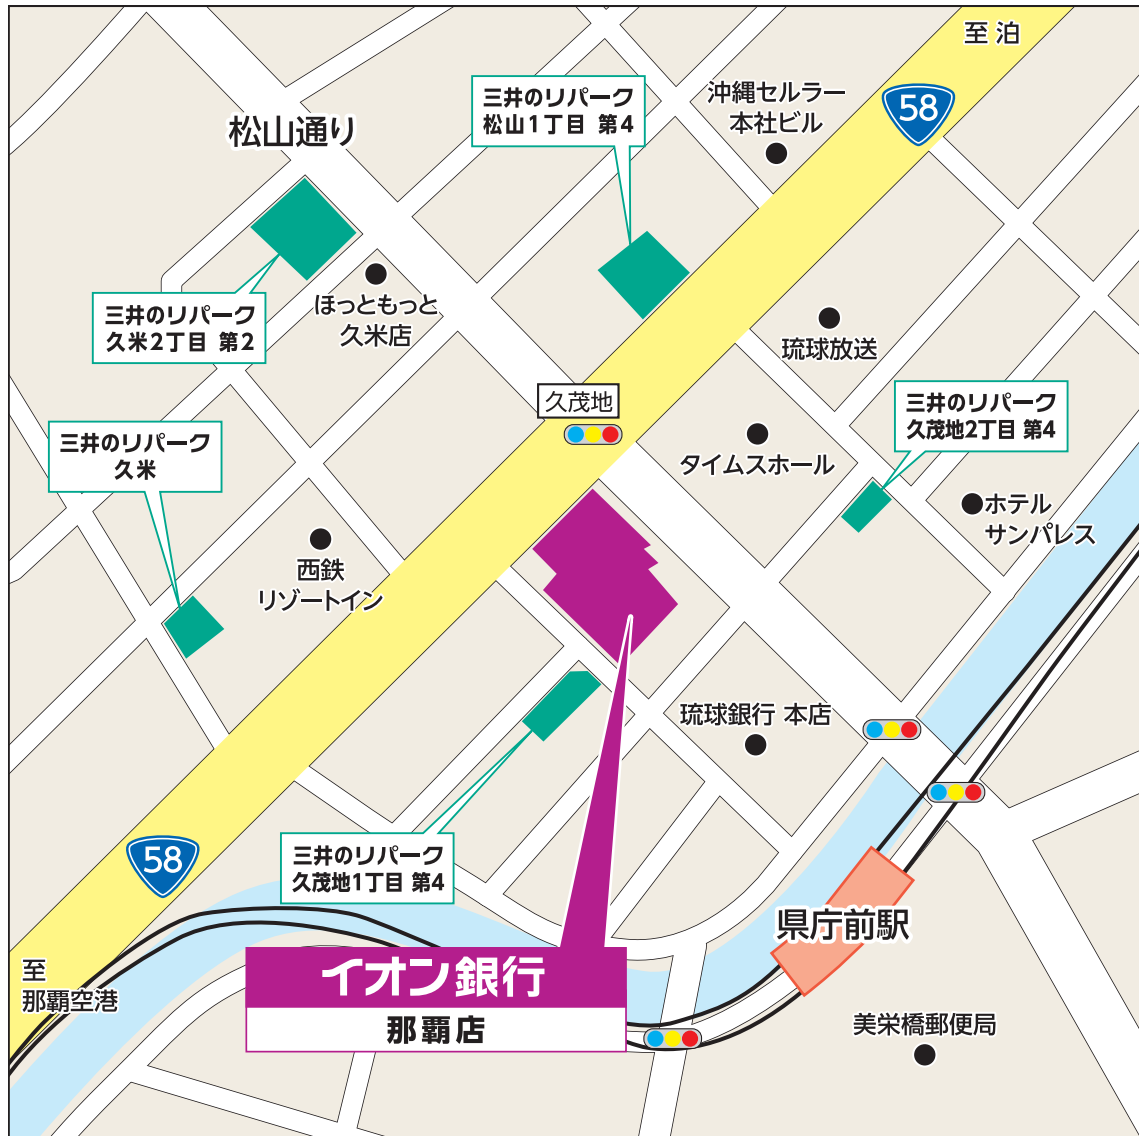 至 泊
58
沖縄セルラー
本社ビル
三井のリパーク
松山1丁目 第4
松山通り
三井のリパーク
久米2丁目 第2
ほっともっと
久米店
琉球放送
久茂地
三井のリパーク
久茂地2丁目 第4
三井のリパーク
久米
タイムスホール
ホテル
サンパレス
西鉄
リゾートイン
琉球銀行 本店
58
三井のリパーク
久茂地1丁目 第4
県庁前駅
イオン銀行
那覇店
至
那覇空港
美栄橋郵便局